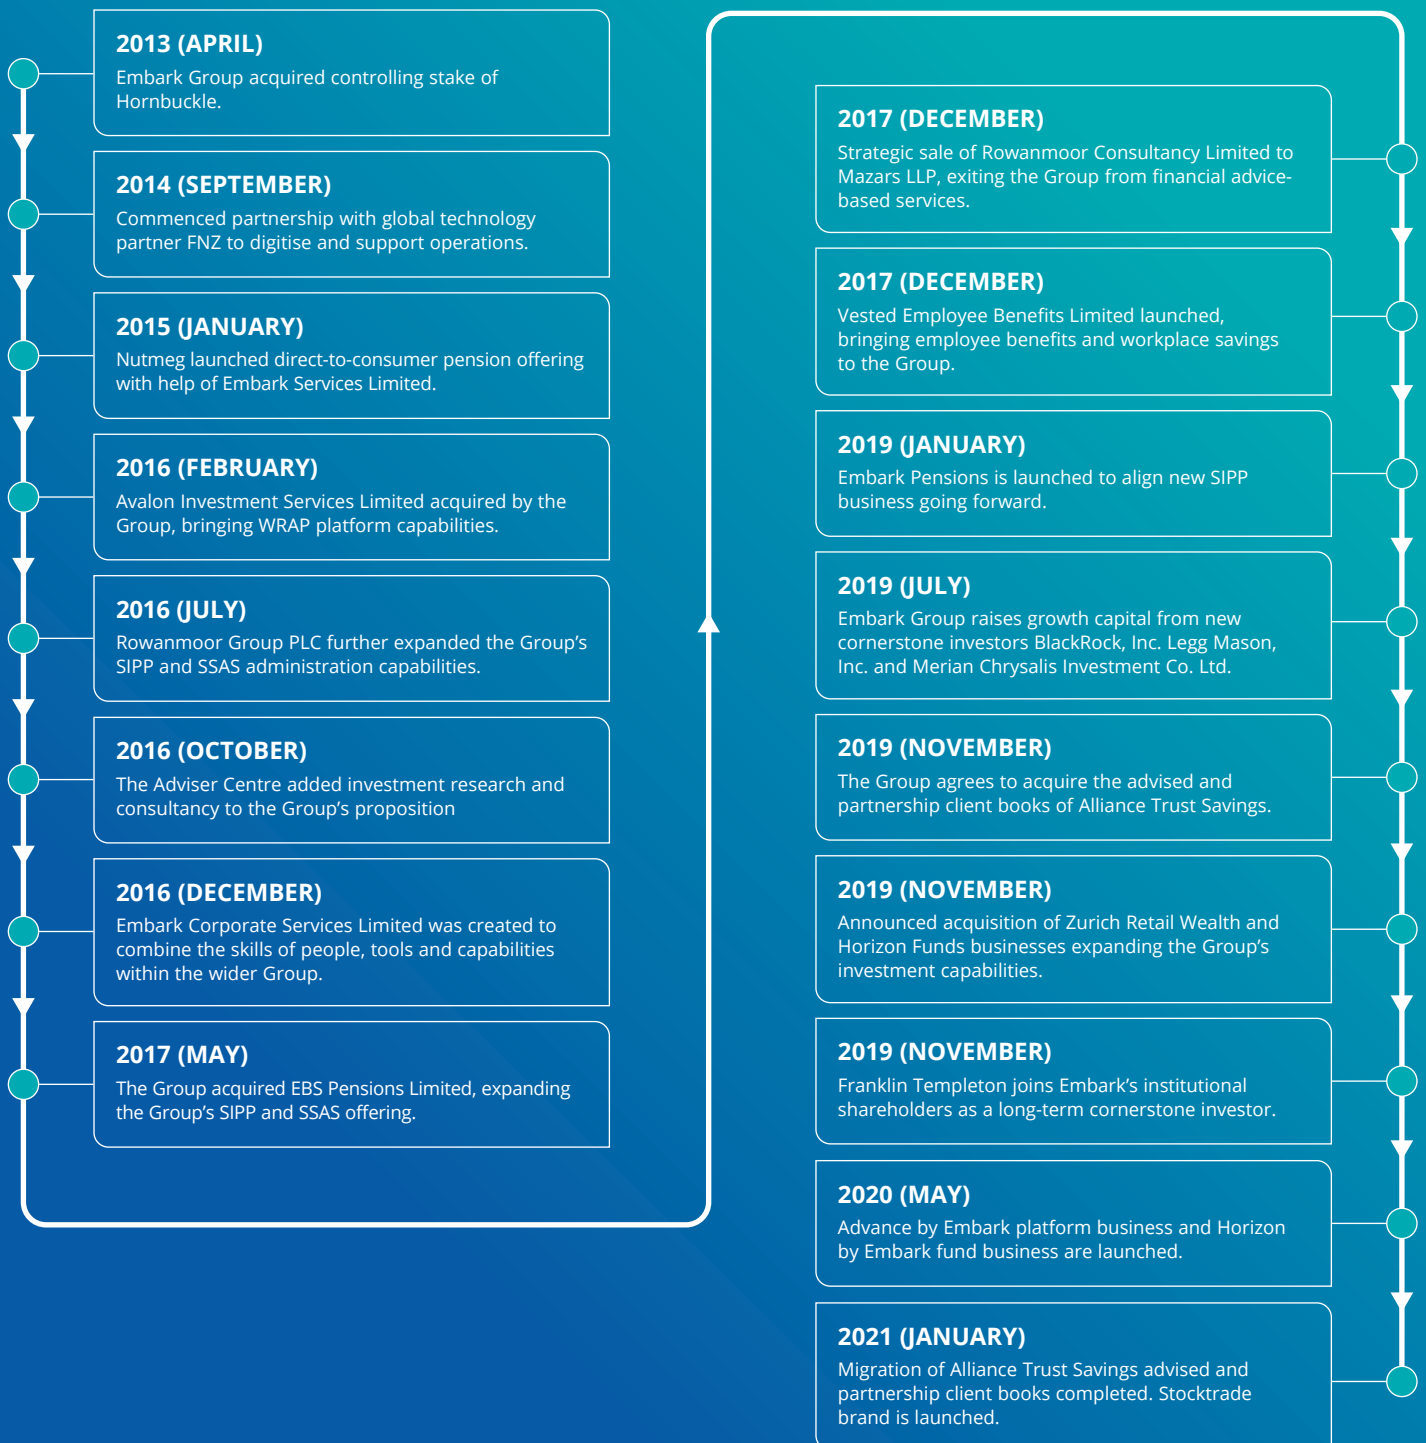 2013 (APRIL)
Embark Group acquired controlling stake of
Hornbuckle.
2014 (SEPTEMBER)
Commenced partnership with global technology
partner FNZ to digitise and support operations.
2015 (JANUARY)
Nutmeg launched direct-to-consumer pension offering
with help of Embark Services Limited.
2016 (FEBRUARY)
Avalon Investment Services Limited acquired by the
Group, bringing WRAP platform capabilities.
2016 (JULY)
Rowanmoor Group PLC further expanded the Group’s
SIPP and SSAS administration capabilities.
2016 (OCTOBER)
The Adviser Centre added investment research and
consultancy to the Group’s proposition
2016 (DECEMBER)
Embark Corporate Services Limited was created to
combine the skills of people, tools and capabilities
within the wider Group.
2017 (MAY)
The Group acquired EBS Pensions Limited, expanding
the Group’s SIPP and SSAS offering.
2017 (DECEMBER)
Strategic sale of Rowanmoor Consultancy Limited to
Mazars LLP, exiting the Group from financial advice-
based services.
2017 (DECEMBER)
Vested Employee Benefits Limited launched,
bringing employee benefits and workplace savings
to the Group.
2019 (JANUARY)
Embark Pensions is launched to align new SIPP
business going forward.
2019 (JULY)
Embark Group raises growth capital from new
cornerstone investors BlackRock, Inc. Legg Mason,
Inc. and Merian Chrysalis Investment Co. Ltd.
2019 (NOVEMBER)
The Group agrees to acquire the advised and
partnership client books of Alliance Trust Savings.
2019 (NOVEMBER)
Announced acquisition of Zurich Retail Wealth and
Horizon Funds businesses expanding the Group’s
investment capabilities.
2019 (NOVEMBER)
Franklin Templeton joins Embark’s institutional
shareholders as a long-term cornerstone investor.
2020 (MAY)
Advance by Embark platform business and Horizon
by Embark fund business are launched.
2021 (JANUARY)
Migration of Alliance Trust Savings advised and
partnership client books completed. Stocktrade
brand is launched.